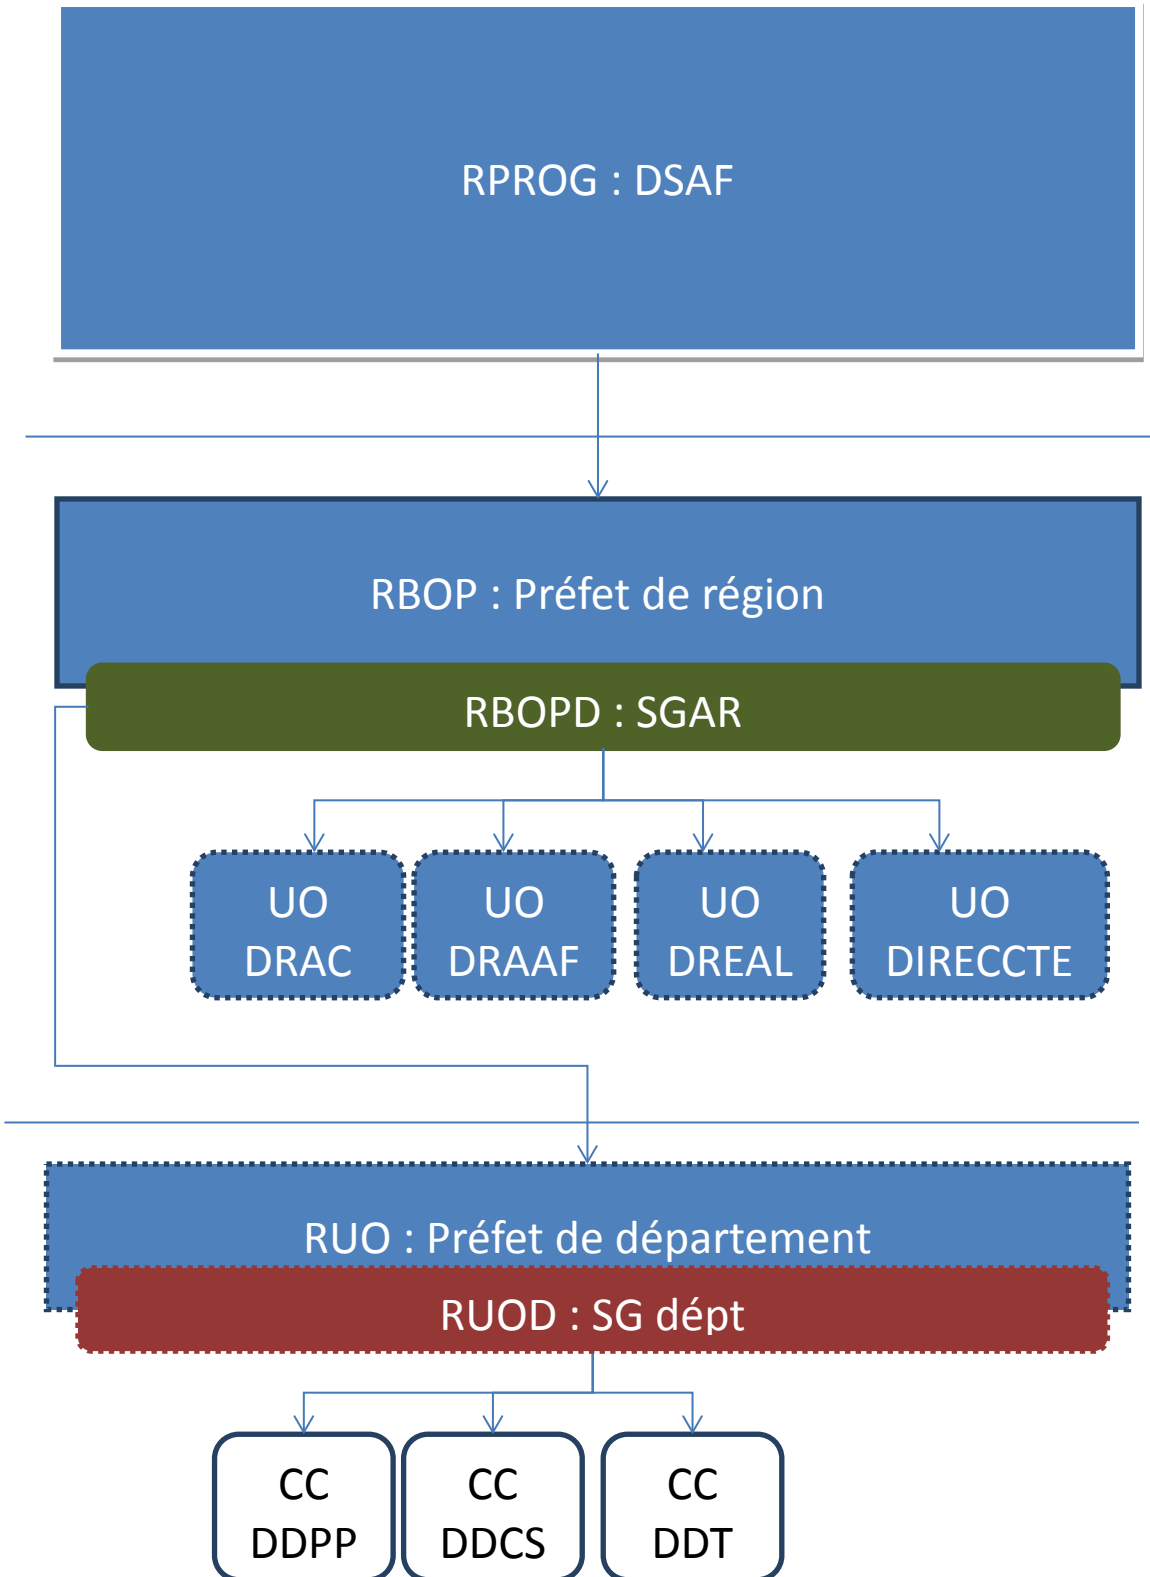 RPROG : DSAF
RBOP : Préfet de région
RBOPD : SGAR
UO
DRAC
UO
DRAAF
UO
DREAL
UO
DIRECCTE
RUO : Préfet de département
RUOD : SG dépt
CC
DDPP
CC
DDCS
CC
DDT